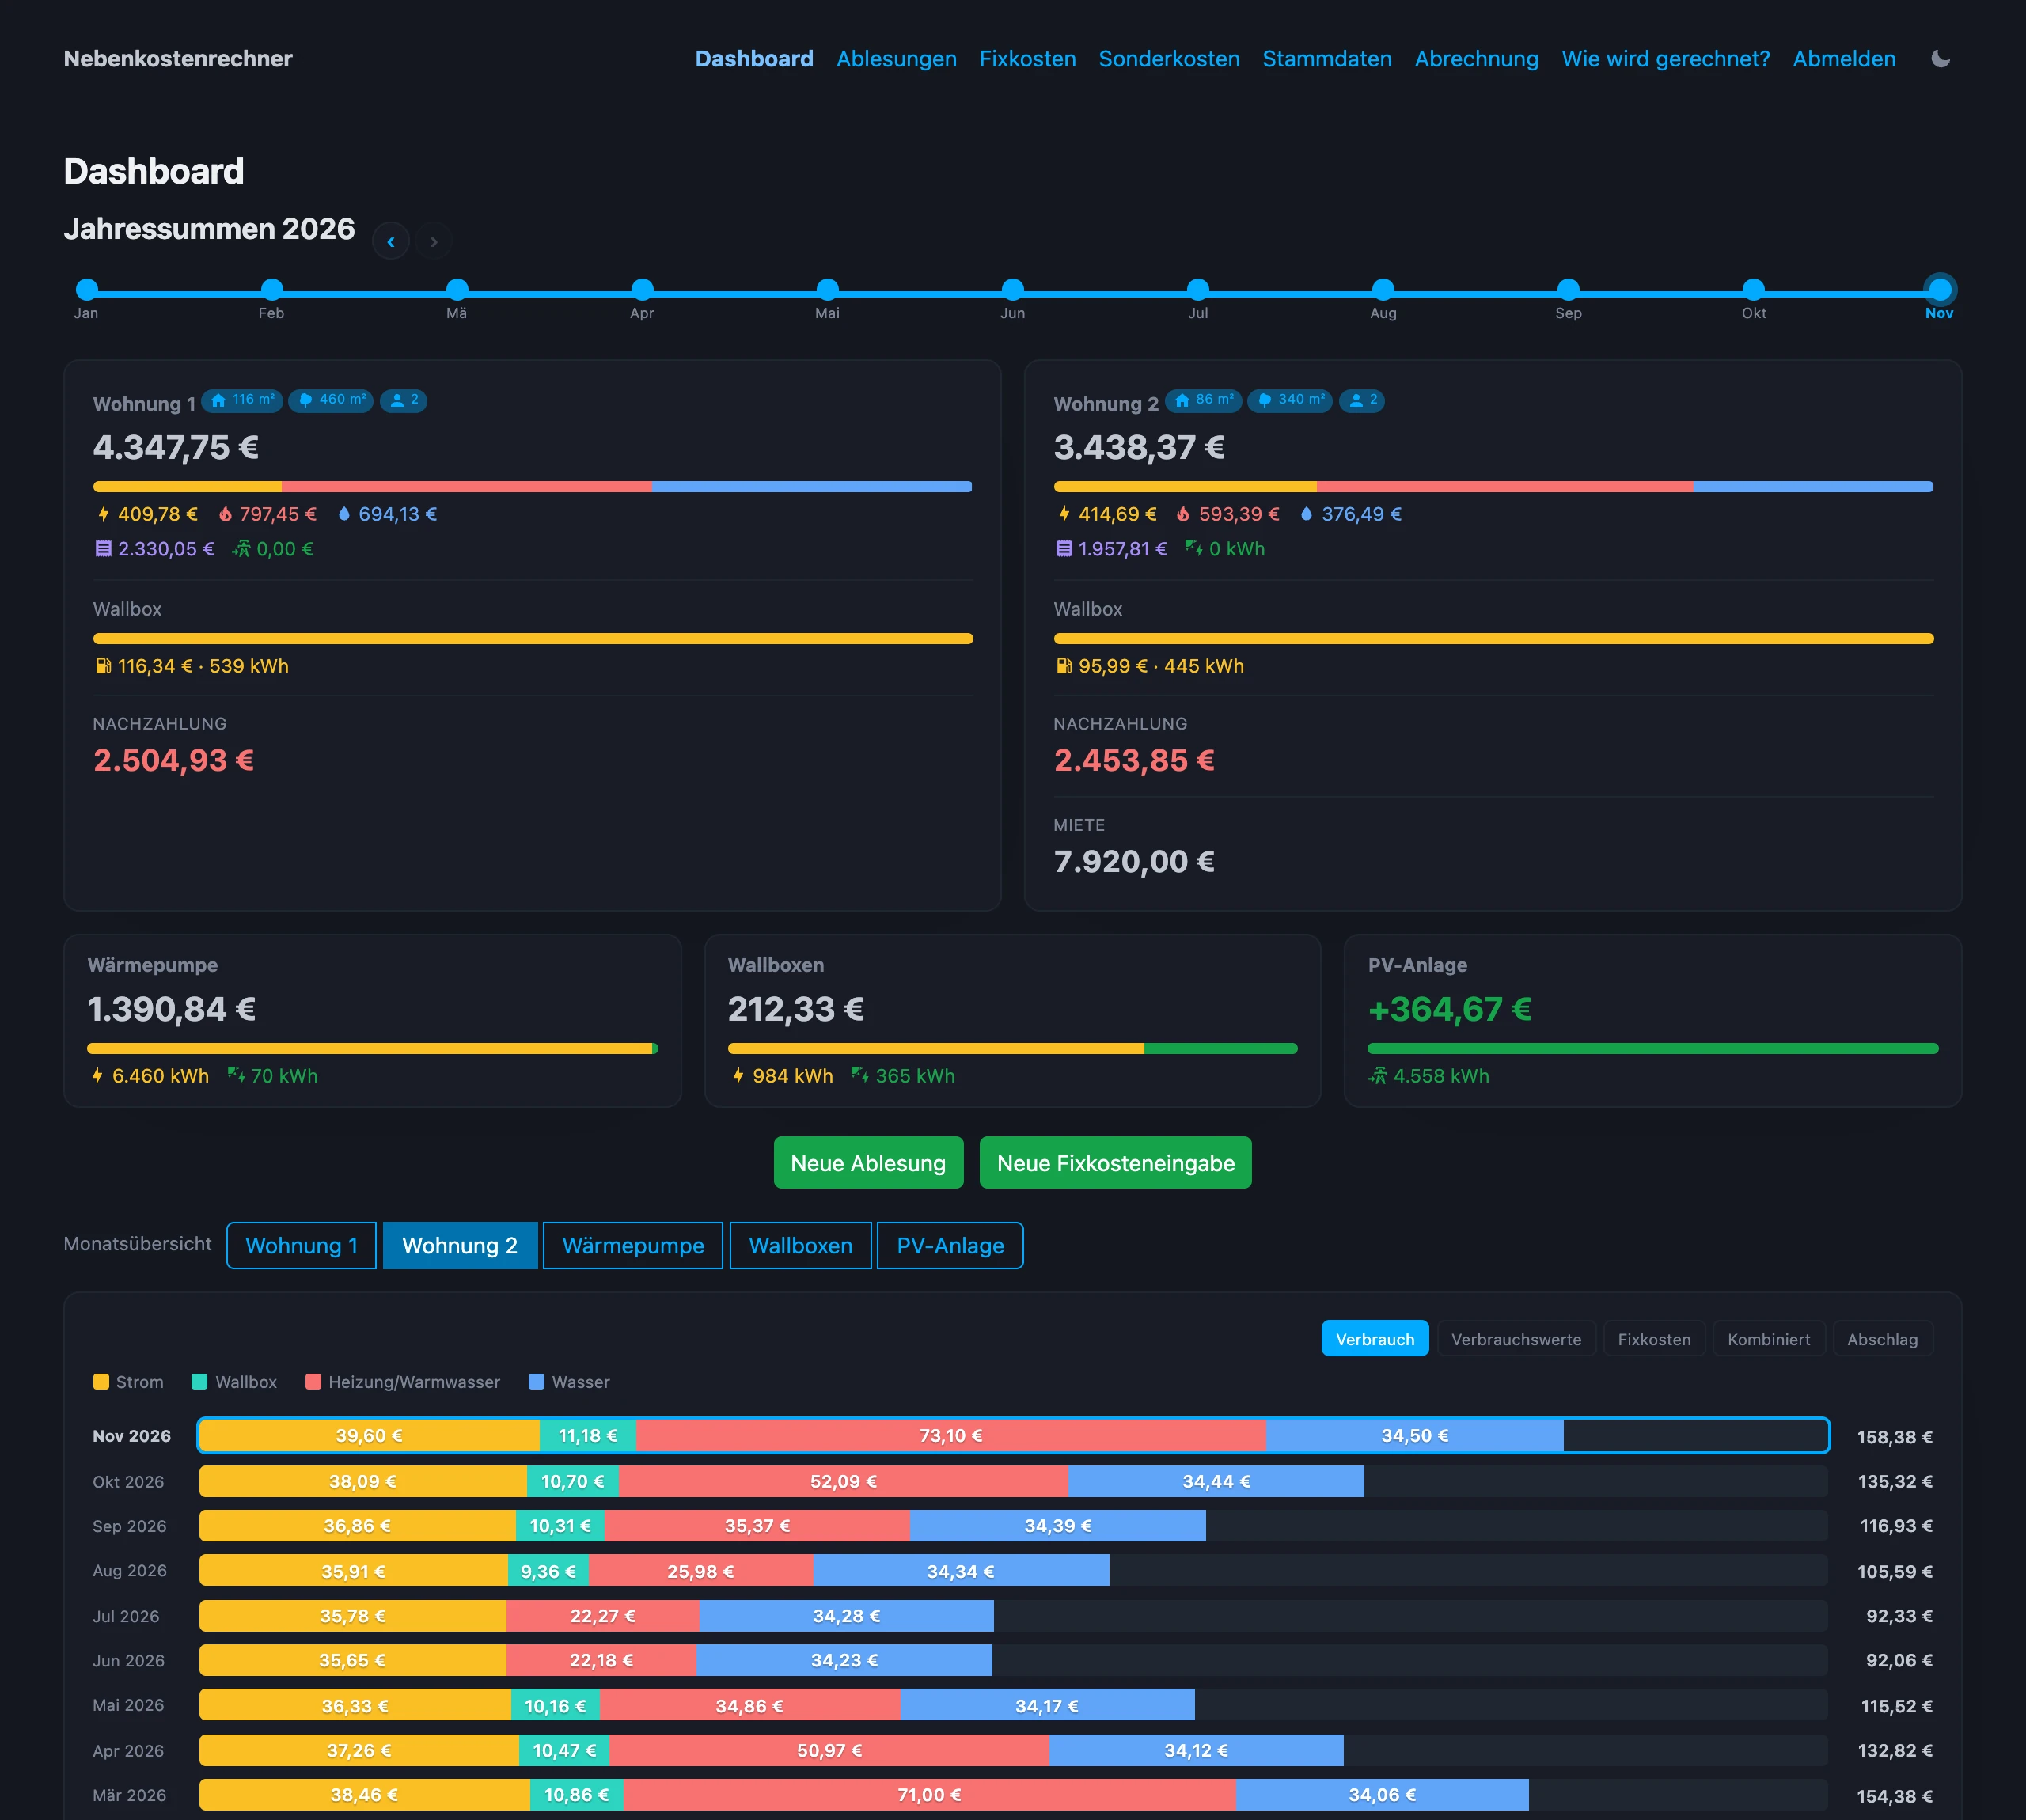 Nebenkostenrechner
Dashboard Ablesungen Fixkosten Sonderkosten Stammdaten Abrechnung Wie wird gerechnet? Abmelden
Dashboard
Jahressummen 2026 ‹ ›
Jan Feb Mä Apr Mai Jun Jul Aug Sep Okt Nov
Wohnung 1 116 m² 460 m² 2
4.347,75 €
409,78 € 797,45 € 694,13 €
2.330,05 € 0,00 €
Wallbox
116,34 € · 539 kWh
NACHZAHLUNG
2.504,93 €
Wohnung 2 86 m² 340 m² 2
3.438,37 €
414,69 € 593,39 € 376,49 €
1.957,81 € 0 kWh
Wallbox
95,99 € · 445 kWh
NACHZAHLUNG
2.453,85 €
MIETE
7.920,00 €
Wärmepumpe
1.390,84 €
6.460 kWh 70 kWh
Wallboxen
212,33 €
984 kWh 365 kWh
PV-Anlage
+364,67 €
4.558 kWh
Neue Ablesung Neue Fixkosteneingabe
Monatsübersicht Wohnung 1 Wohnung 2 Wärmepumpe Wallboxen PV-Anlage
Verbrauch Verbrauchswerte Fixkosten Kombiniert Abschlag
Strom Wallbox Heizung/Warmwasser Wasser
Nov 2026 39,60 € 11,18 € 73,10 € 34,50 € 158,38 €
Okt 2026 38,09 € 10,70 € 52,09 € 34,44 € 135,32 €
Sep 2026 36,86 € 10,31 € 35,37 € 34,39 € 116,93 €
Aug 2026 35,91 € 9,36 € 25,98 € 34,34 € 105,59 €
Jul 2026 35,78 € 22,27 € 34,28 € 92,33 €
Jun 2026 35,65 € 22,18 € 34,23 € 92,06 €
Mai 2026 36,33 € 10,16 € 34,86 € 34,17 € 115,52 €
Apr 2026 37,26 € 10,47 € 50,97 € 34,12 € 132,82 €
Mär 2026 38,46 € 10,86 € 71,00 € 34,06 € 154,38 €